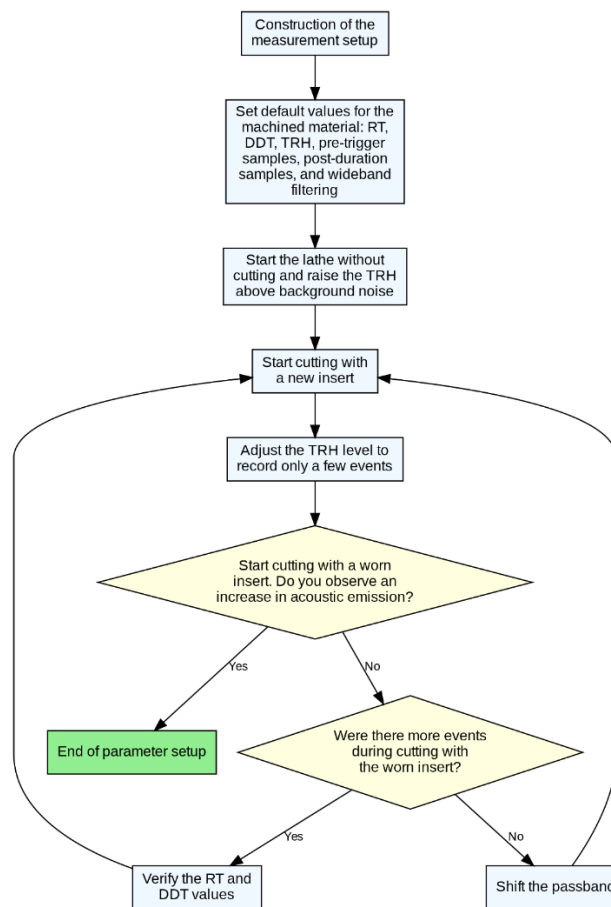 Construction of the
measurement setup
Set default values for the
machined material: RT,
DDT, TRH, pre-trigger
samples, post-duration
samples, and wideband
filtering
Start the lathe without
cutting and raise the TRH
above background noise
Start cutting with
a new insert
Adjust the TRH level to
record only a few events
Start cutting with a worn
insert. Do you observe an
increase in acoustic emission?
Yes
No
End of parameter setup
Were there more events
during cutting with
the worn insert?
Yes
No
Verify the RT and
DDT values
Shift the passband